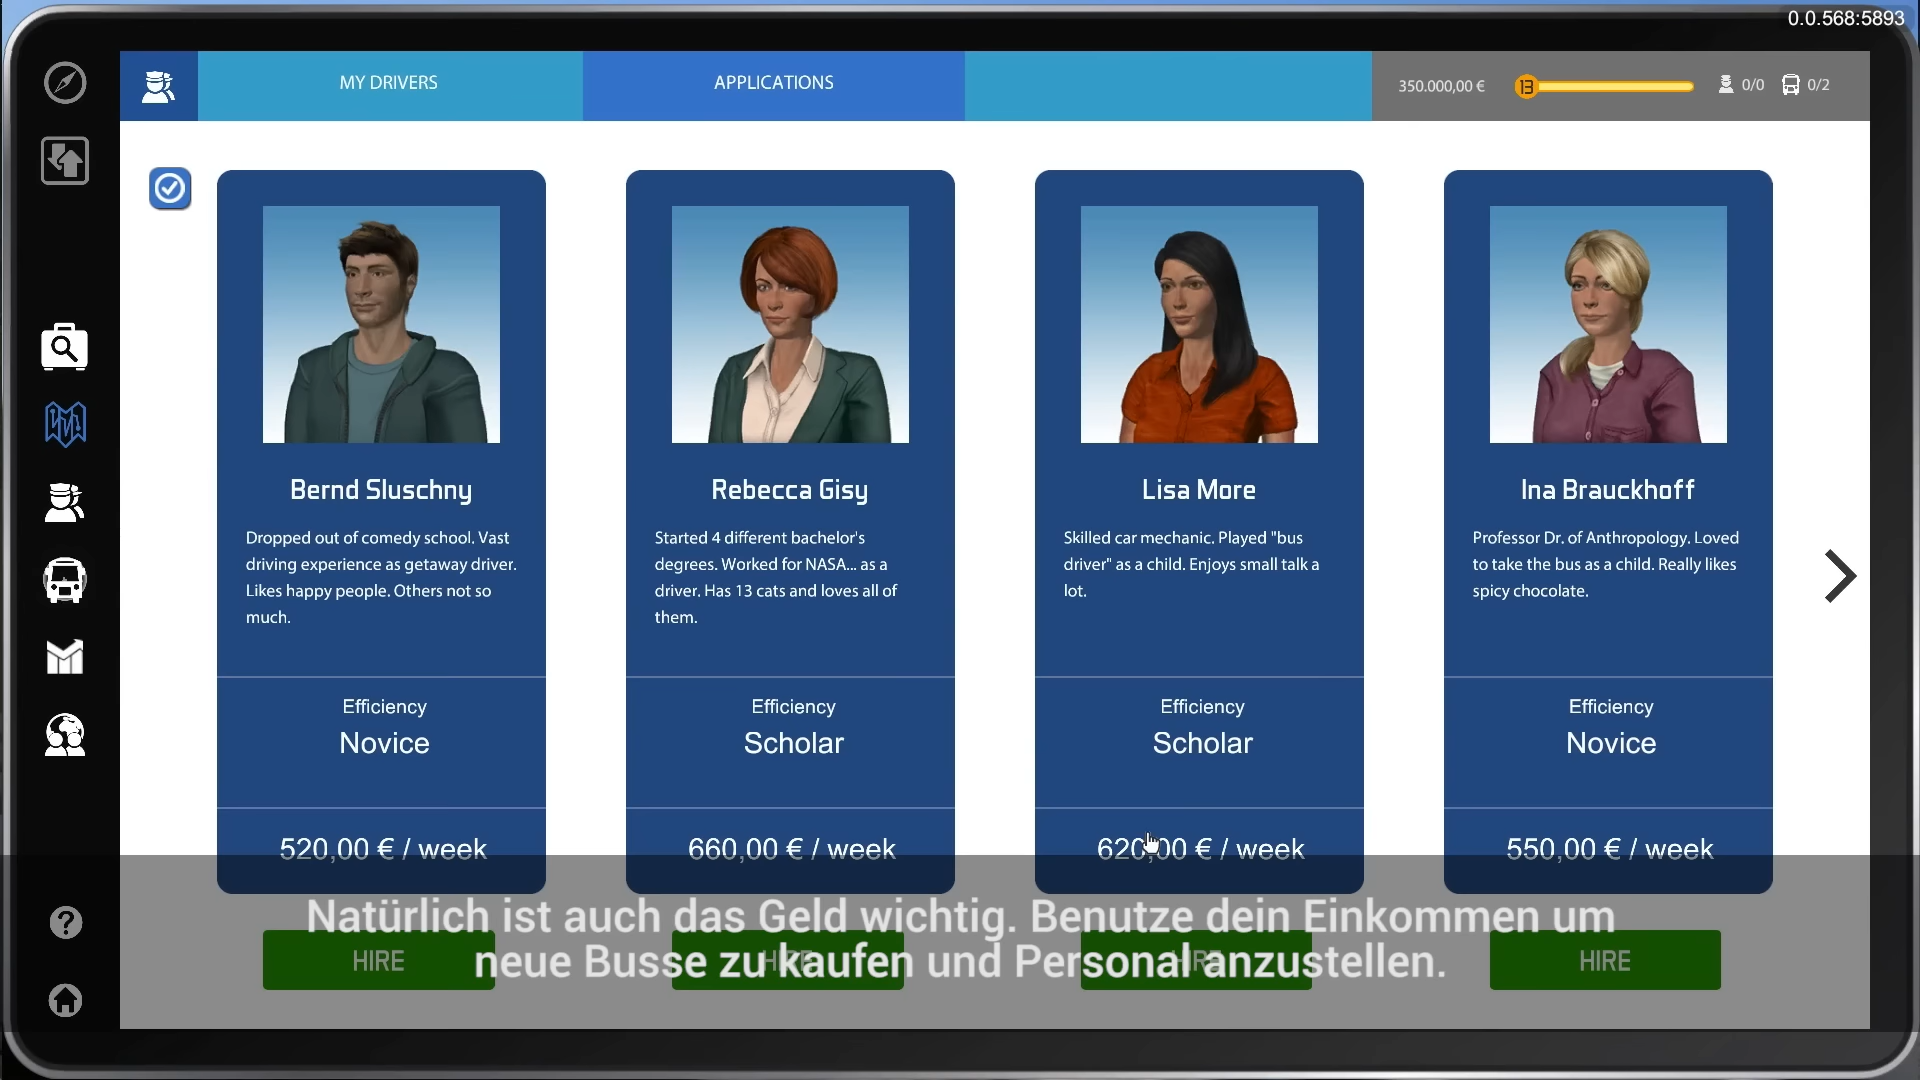 0.0.568:5893
MY DRIVERS
APPLICATIONS
350.000,00 €
13
0/0
0/2
Bernd Sluschny
Dropped out of comedy school. Vast
driving experience as getaway driver.
Likes happy people. Others not so
much.
Efficiency
Novice
520,00 € / week
HIRE
Rebecca Gisy
Started 4 different bachelor's
degrees. Worked for NASA... as a
driver. Has 13 cats and loves all of
them.
Efficiency
Scholar
660,00 € / week
HIRE
Lisa More
Skilled car mechanic. Played "bus
driver" as a child. Enjoys small talk a
lot.
Efficiency
Scholar
620,00 € / week
HIRE
Ina Brauckhoff
Professor Dr. of Anthropology. Loved
to take the bus as a child. Really likes
spicy chocolate.
Efficiency
Novice
550,00 € / week
HIRE
Natürlich ist auch das Geld wichtig. Benutze dein Einkommen um
neue Busse zu kaufen und Personal anzustellen.